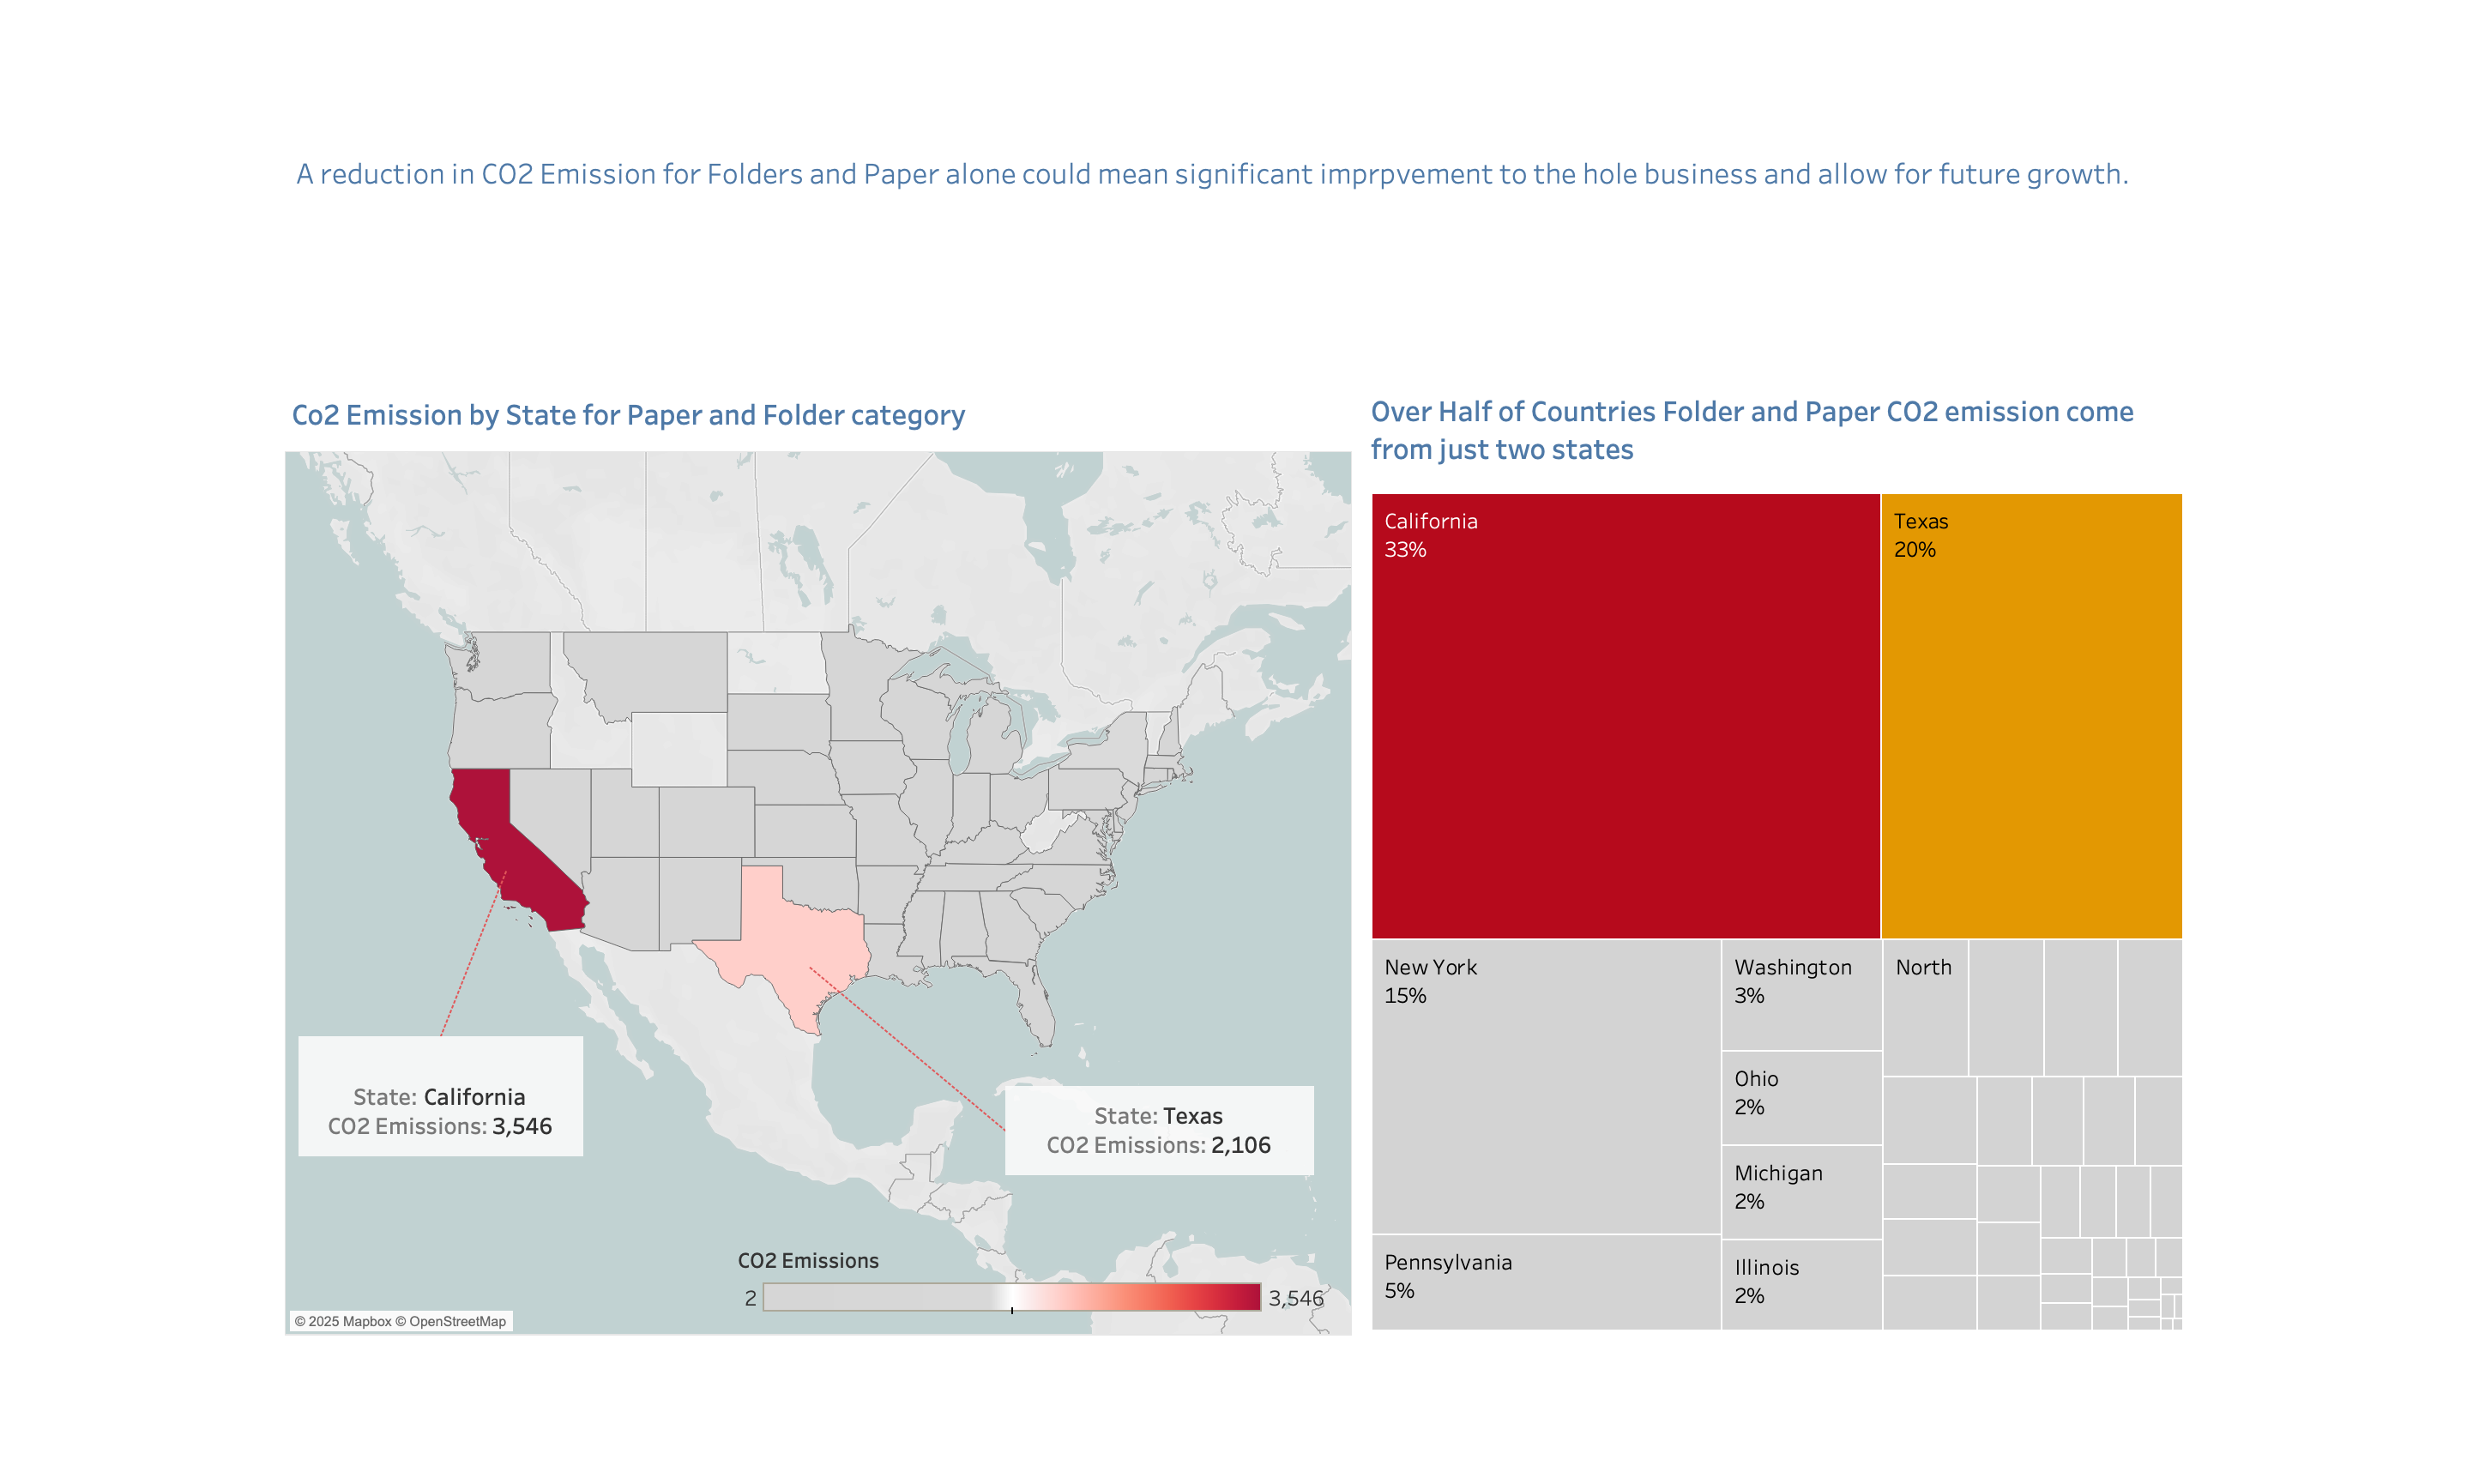 A reduction in CO2 Emission for Folders and Paper alone could mean significant imprpvement to the hole business and allow for future growth.
Co2 Emission by State for Paper and Folder category
State: California
CO2 Emissions: 3,546
State: Texas
CO2 Emissions: 2,106
CO2 Emissions
2
3,546
© 2025 Mapbox © OpenStreetMap
Over Half of Countries Folder and Paper CO2 emission come
from just two states
California
33%
Texas
20%
New York
15%
Washington
3%
North
Ohio
2%
Michigan
2%
Pennsylvania
5%
Illinois
2%